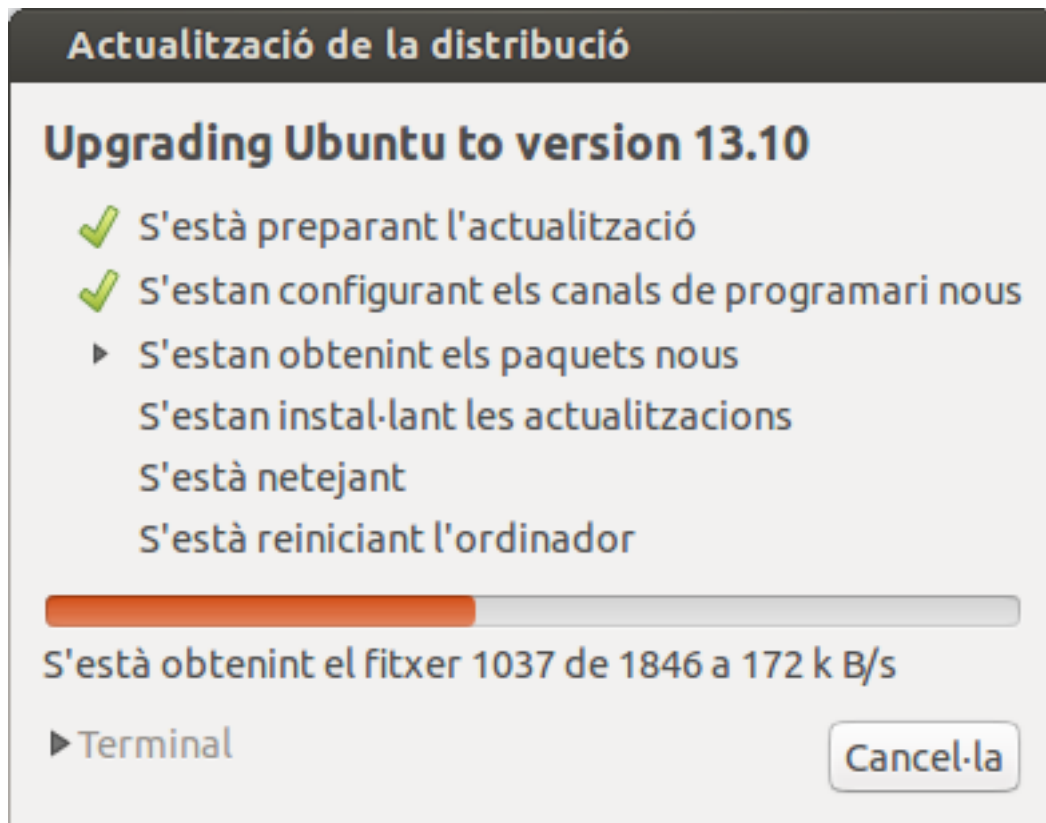 Actualització de la distribució
Upgrading Ubuntu to version 13.10
S'està preparant l'actualització
S'estan configurant els canals de programari nous
S'estan obtenint els paquets nous
S'estan instal·lant les actualitzacions
S'està netejant
S'està reiniciant l'ordinador
S'està obtenint el fitxer 1037 de 1846 a 172 k B/s
Terminal
Cancel·la